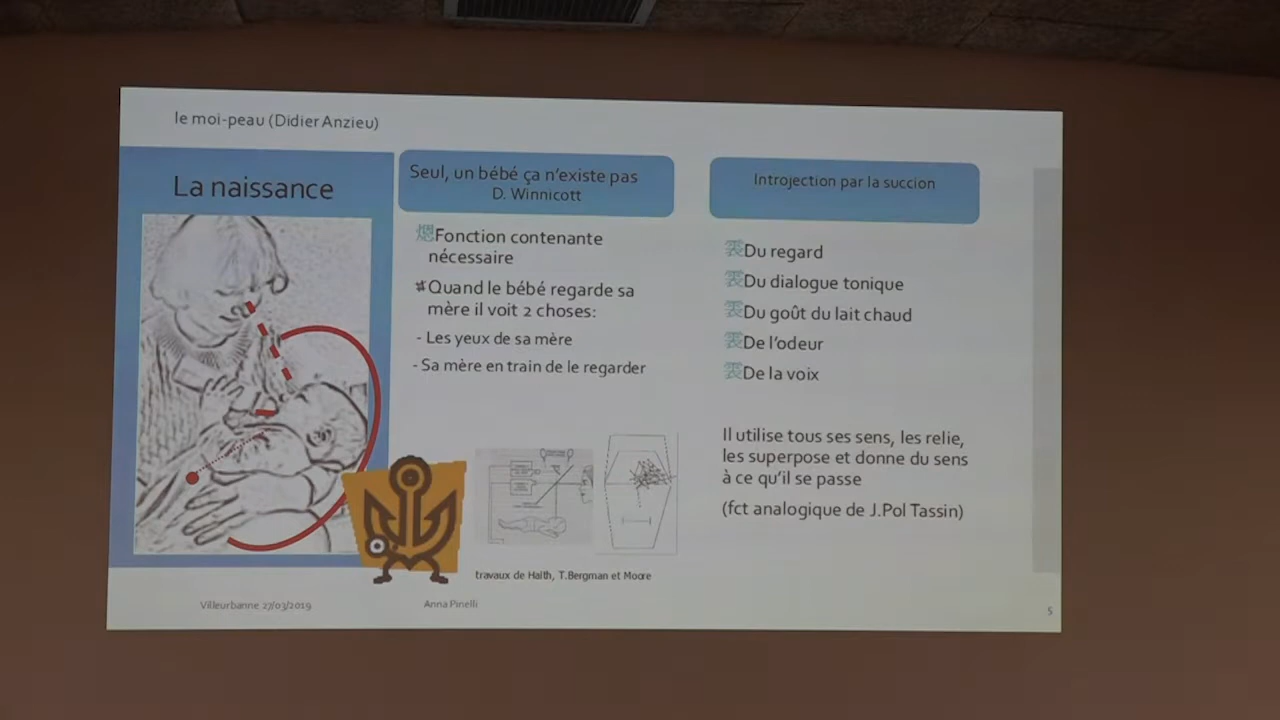 le moi-peau (Didier Anzieu)
La naissance
Seul, un bébé ça n'existe pas
D. Winnicott
Fonction contenante
nécessaire
Quand le bébé regarde sa
mère il voit 2 choses:
- Les yeux de sa mère
- Sa mère en train de le regarder
travaux de Haith, T.Bergman et Moore
Introjection par la succion
Du regard
Du dialogue tonique
Du goût du lait chaud
De l'odeur
De la voix
Il utilise tous ses sens, les relie,
les superpose et donne du sens
à ce qu'il se passe
(fct analogique de J.Pol Tassin)
Villeurbanne 27/03/2019
Anna Pinelli
5